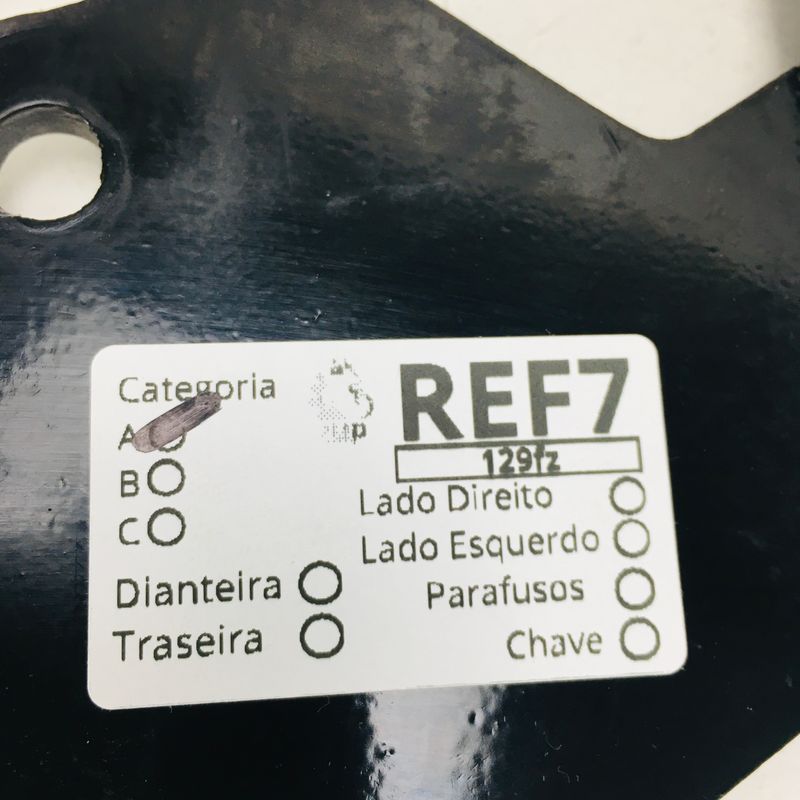 Categoria
A
B
C
Dianteira
Traseira
REF7
129fz
Lado Direito
Lado Esquerdo
Parafusos
Chave